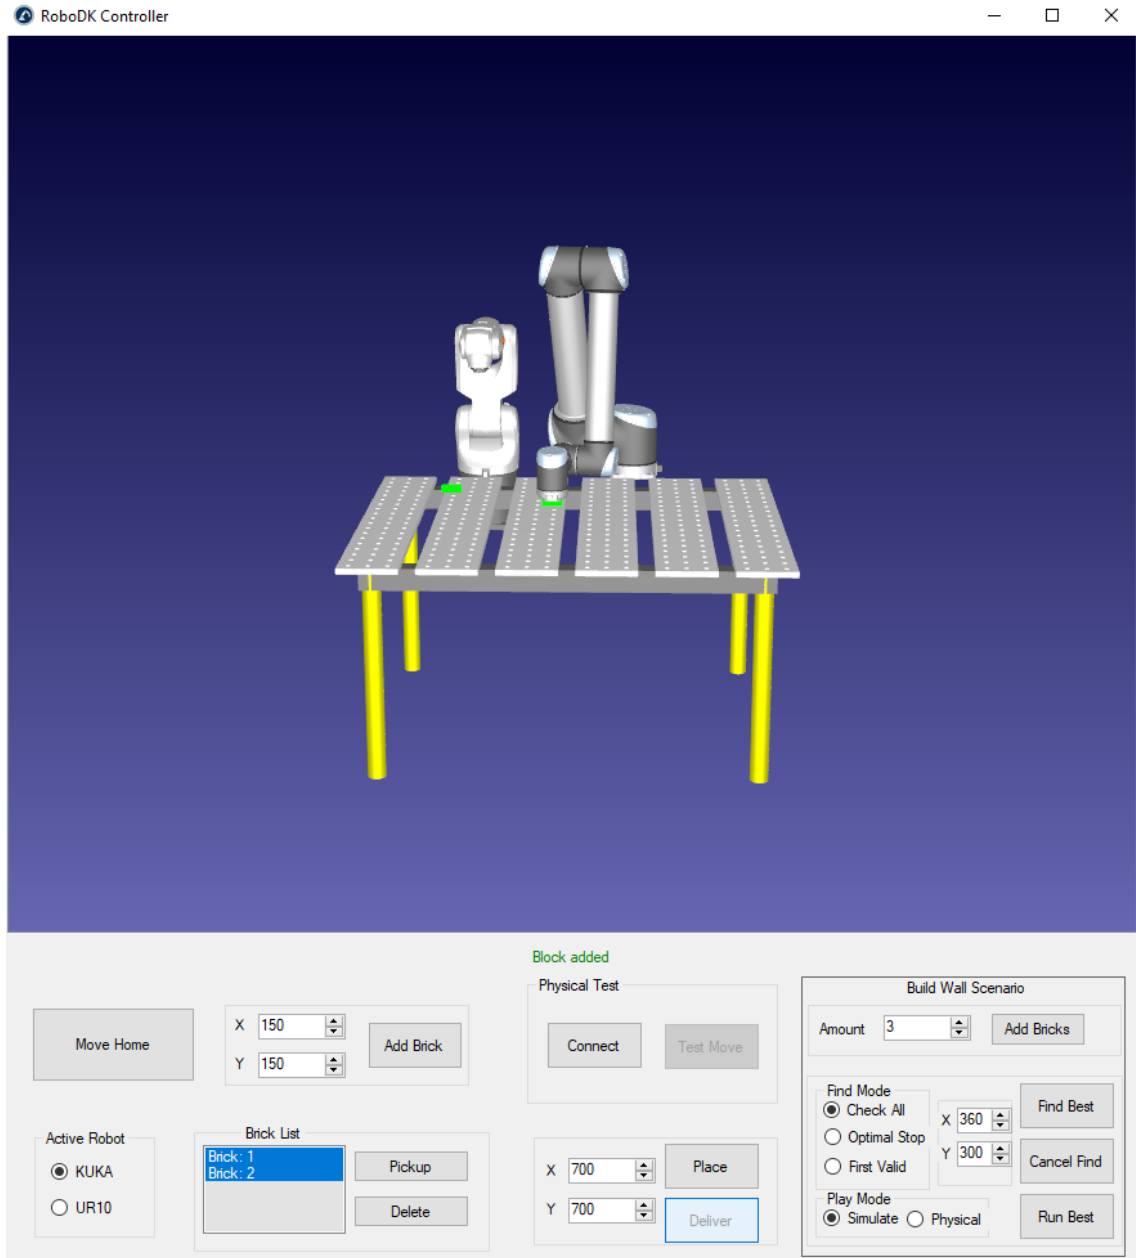 RoboDK Controller
Block added
Move Home
X 150
Y 150
Add Brick
Physical Test
Connect
Test Move
Build Wall Scenario
Amount 3
Add Bricks
Active Robot
KUKA
UR10
Brick List
Brick: 1
Brick: 2
Pickup
Delete
X 700
Y 700
Place
Deliver
Find Mode
Check All
Optimal Stop
First Valid
X 360
Y 300
Find Best
Cancel Find
Play Mode
Simulate
Physical
Run Best